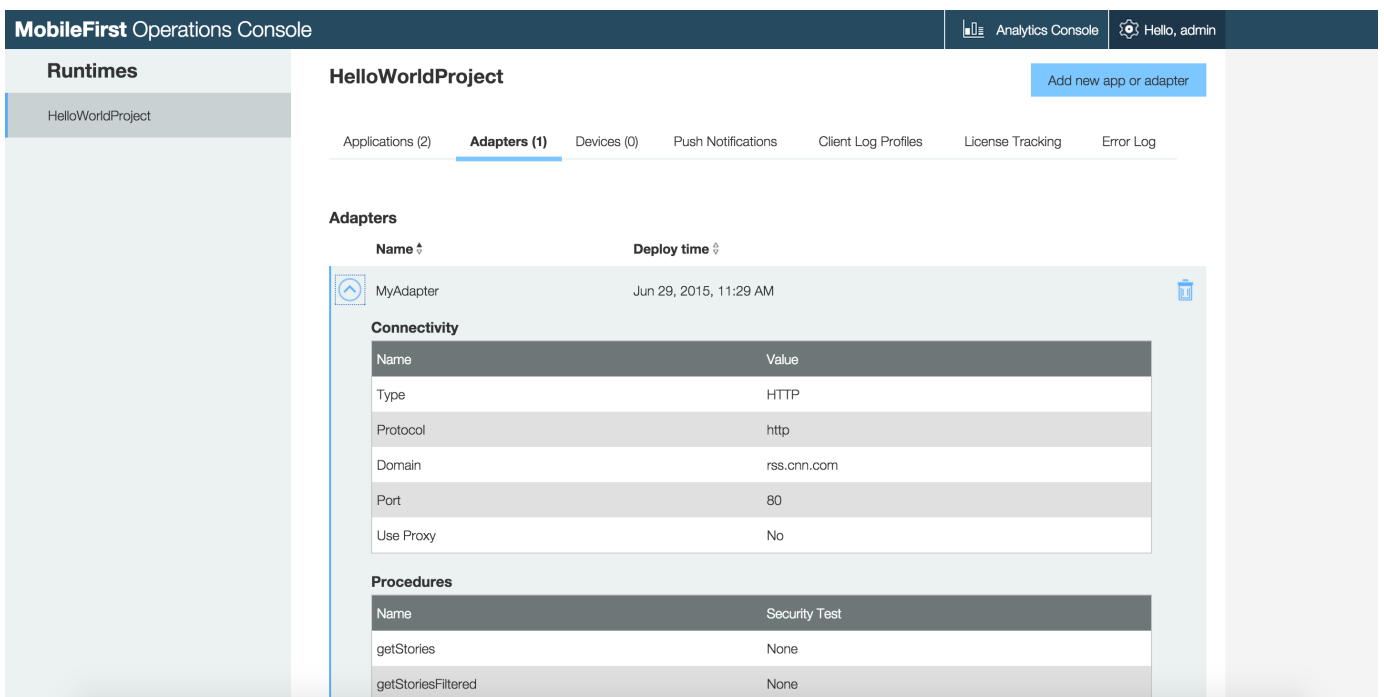 MobileFirst Operations Console Analytics Console Hello, admin
Runtimes
HelloWorldProject
HelloWorldProject Add new app or adapter
Applications (2) Adapters (1) Devices (0) Push Notifications Client Log Profiles License Tracking Error Log
Adapters
Name Deploy time
MyAdapter Jun 29, 2015, 11:29 AM
Connectivity
Name Value
Type HTTP
Protocol http
Domain rss.cnn.com
Port 80
Use Proxy No
Procedures
Name Security Test
getStories None
getStoriesFiltered None